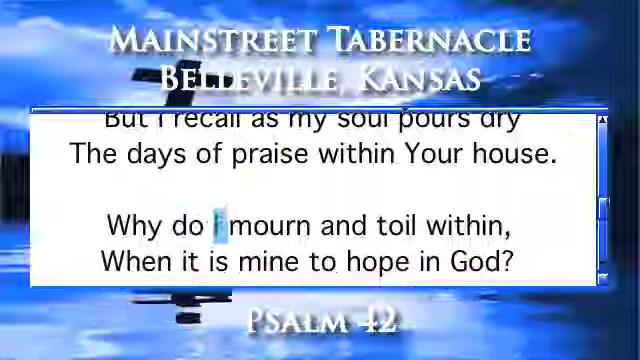 MAINSTREET TABERNACLE
BELLEVILLE, KANSAS
But I recall as my soul pours dry
The days of praise within Your house.
Why do I mourn and toil within,
When it is mine to hope in God?
PSALM 42